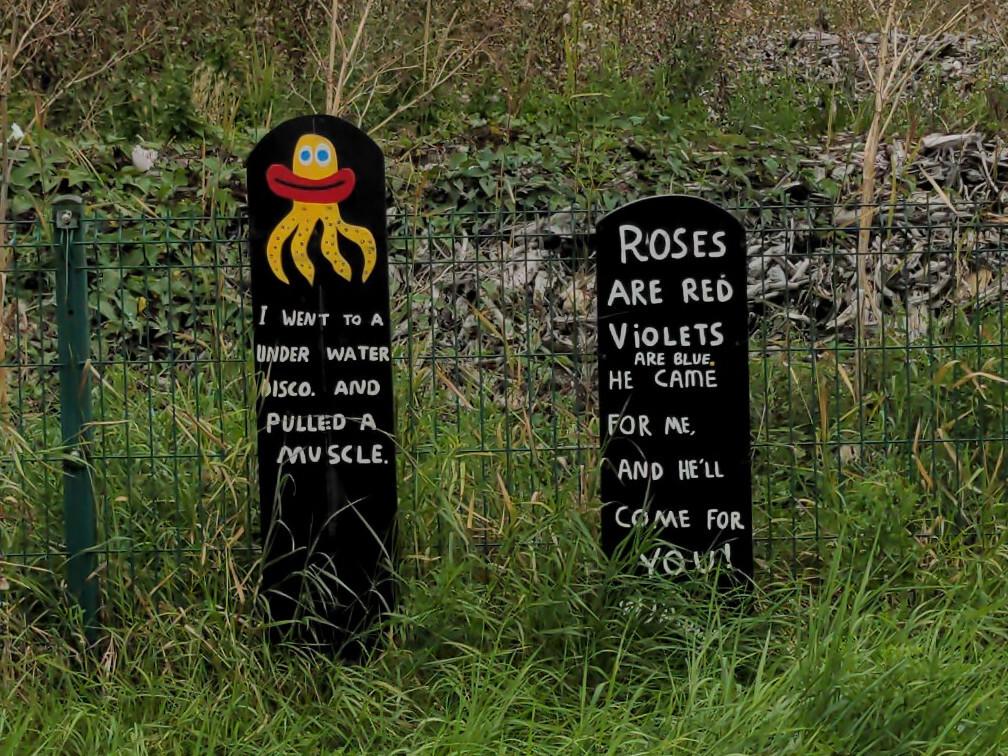 I WENT TO A
UNDER WATER
DISCO. AND
PULLED A
MUSCLE.
ROSES
ARE RED
ViOLETS
ARE BLUE.
HE CAME
FOR ME,
AND HE'LL
COME FOR
YOU!